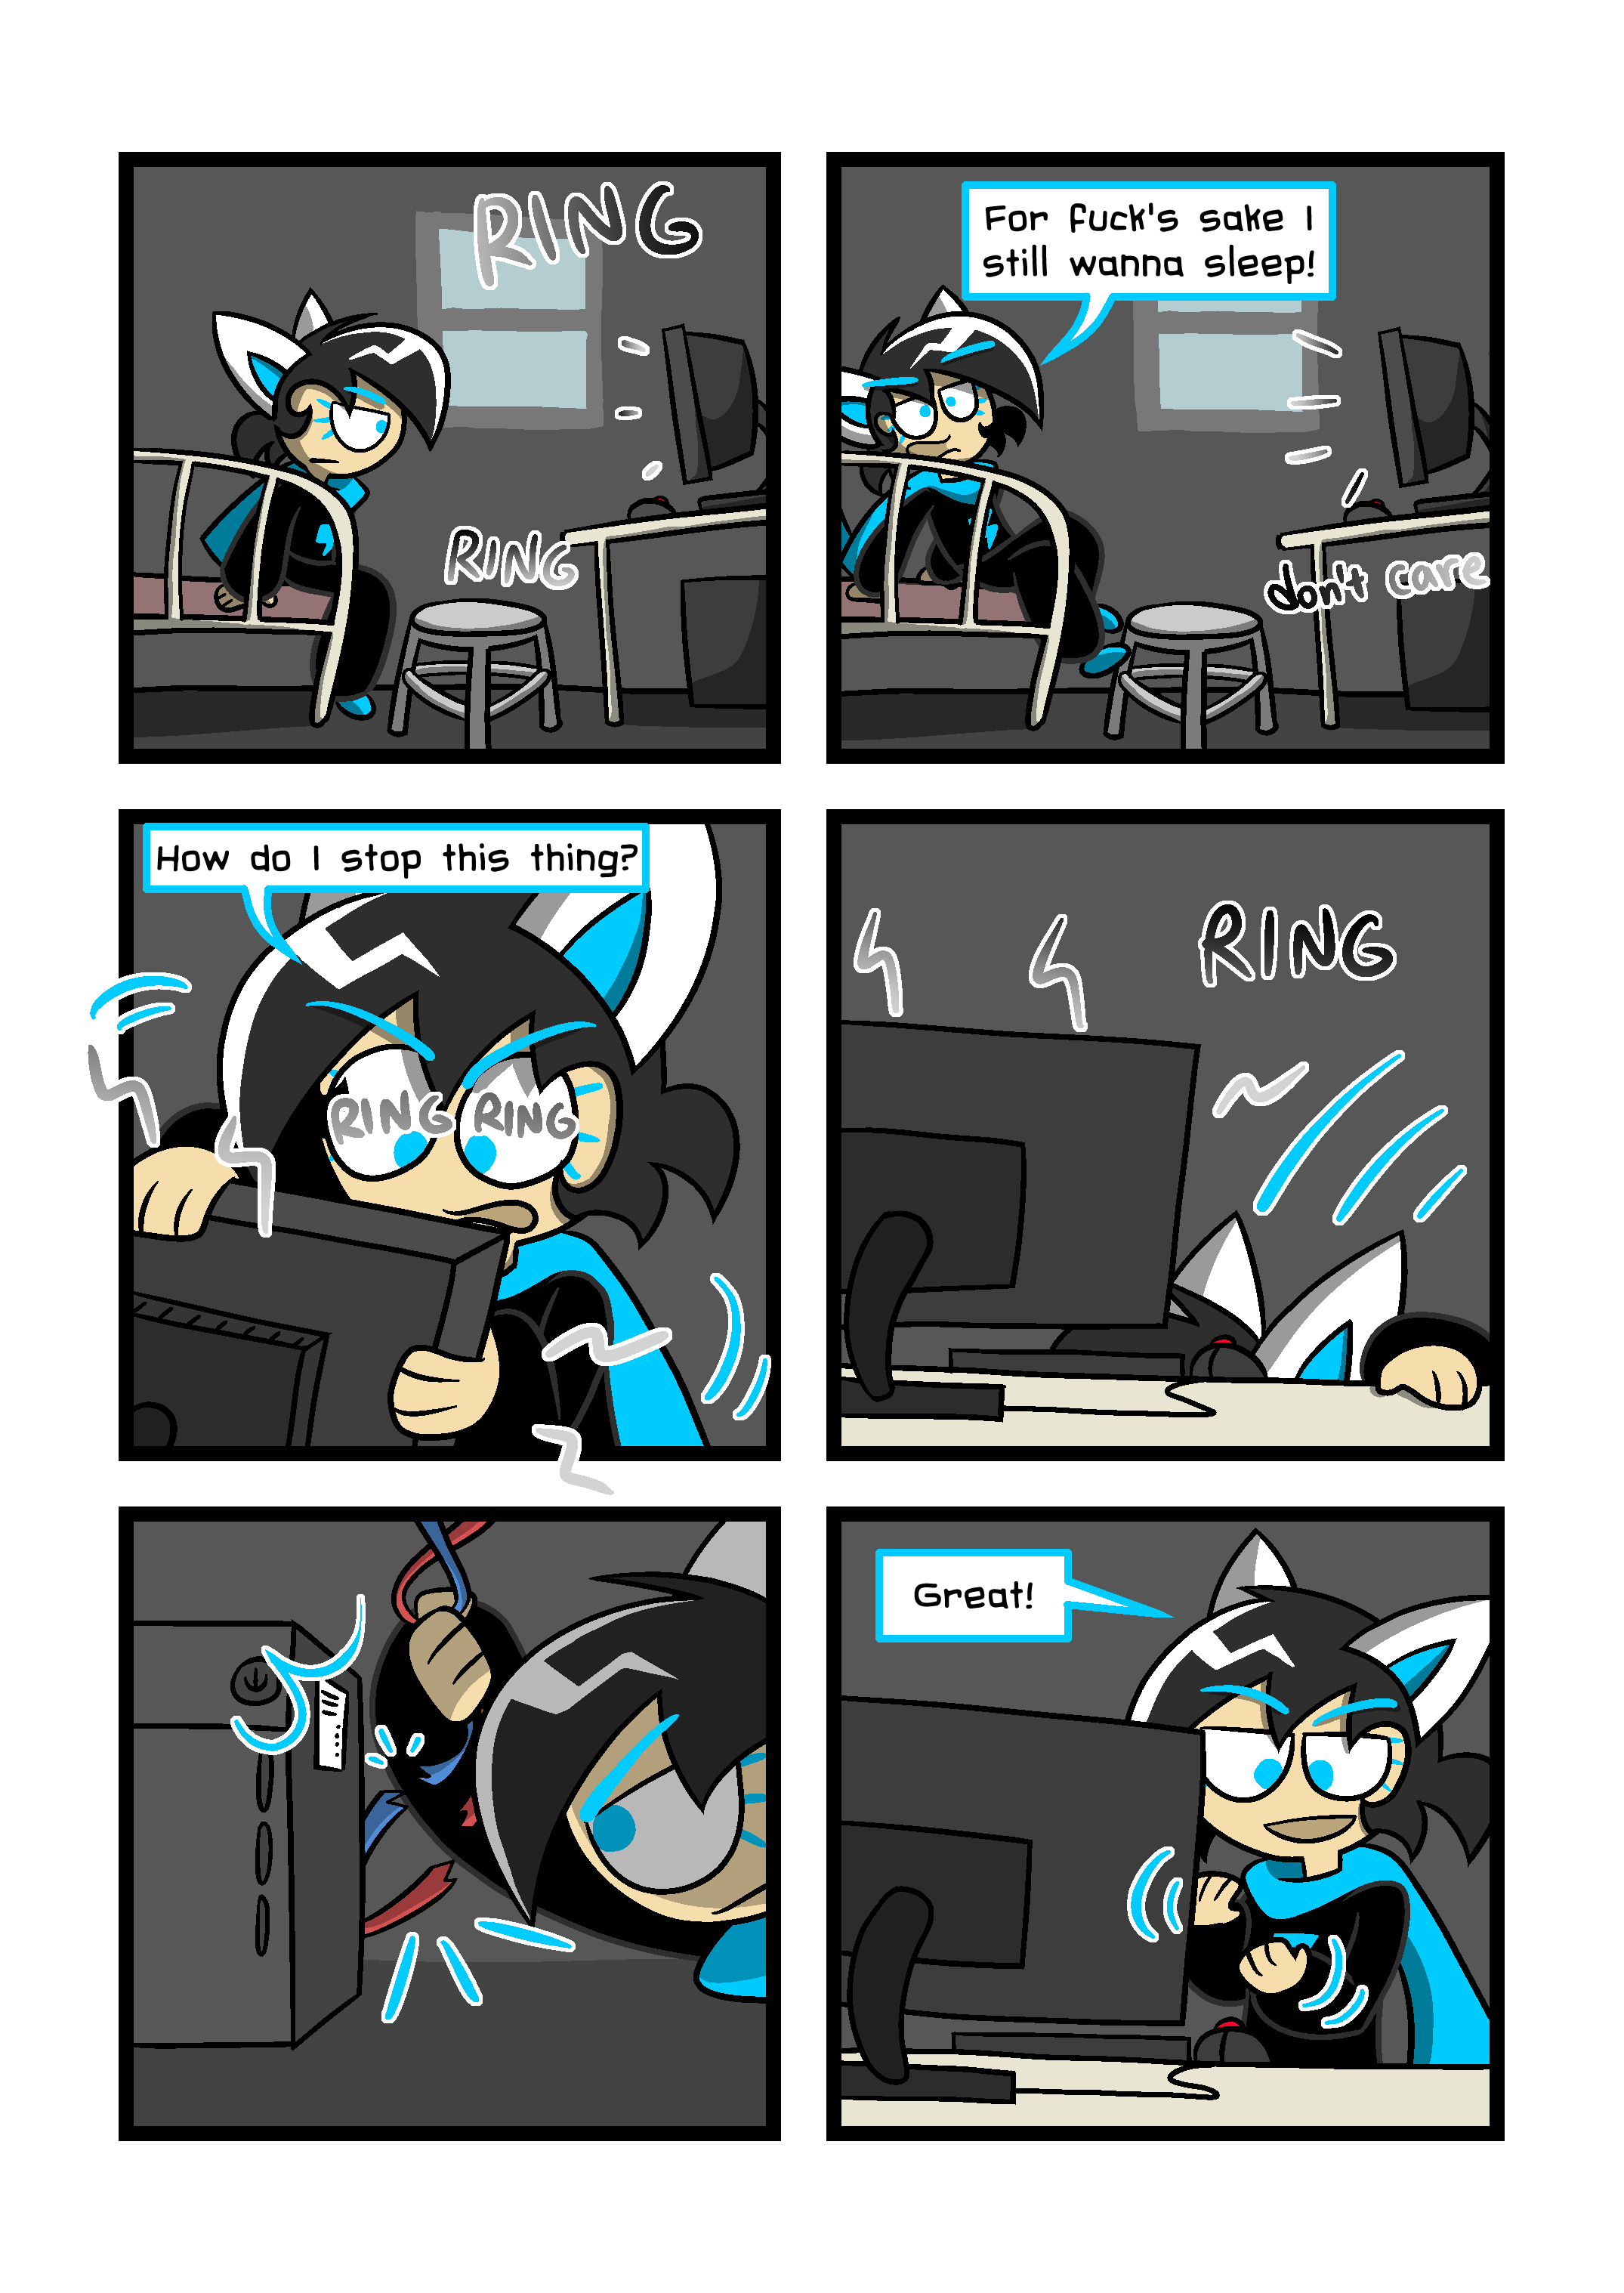 RING
RING
For fuck's sake I
still wanna sleep!
don't care
How do I stop this thing?
RING RING
RING
Great!